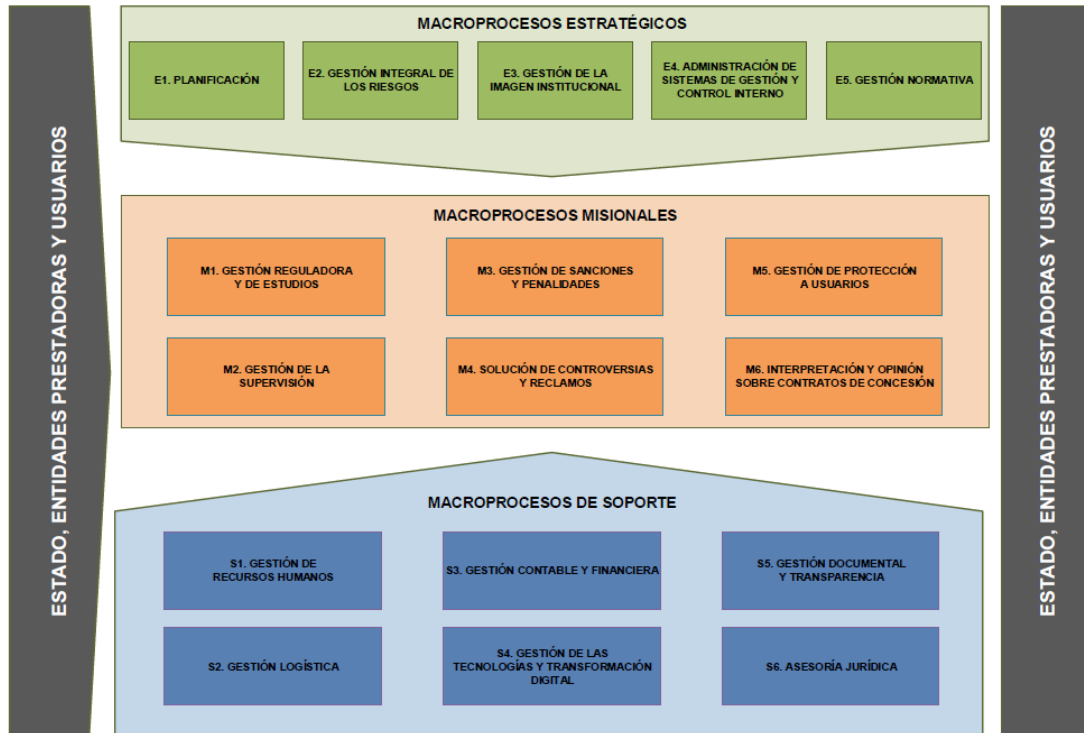 ESTADO, ENTIDADES PRESTADORAS Y USUARIOS
MACROPROCESOS ESTRATÉGICOS
E1. PLANIFICACIÓN
E2. GESTIÓN INTEGRAL DE
LOS RIESGOS
E3. GESTIÓN DE LA
IMAGEN INSTITUCIONAL
E4. ADMINISTRACIÓN DE
SISTEMAS DE GESTIÓN Y
CONTROL INTERNO
E5. GESTIÓN NORMATIVA
MACROPROCESOS MISIONALES
M1. GESTIÓN REGULADORA
Y DE ESTUDIOS
M3. GESTIÓN DE SANCIONES
Y PENALIDADES
M5. GESTIÓN DE PROTECCIÓN
A USUARIOS
M2. GESTIÓN DE LA
SUPERVISIÓN
M4. SOLUCIÓN DE CONTROVERSIAS
Y RECLAMOS
M6. INTERPRETACIÓN Y OPINIÓN
SOBRE CONTRATOS DE CONCESIÓN
MACROPROCESOS DE SOPORTE
S1. GESTIÓN DE
RECURSOS HUMANOS
S3. GESTIÓN CONTABLE Y FINANCIERA
S5. GESTIÓN DOCUMENTAL
Y TRANSPARENCIA
S2. GESTIÓN LOGÍSTICA
S4. GESTIÓN DE LAS
TECNOLOGÍAS Y TRANSFORMACIÓN
DIGITAL
S6. ASESORÍA JURÍDICA
ESTADO, ENTIDADES PRESTADORAS Y USUARIOS